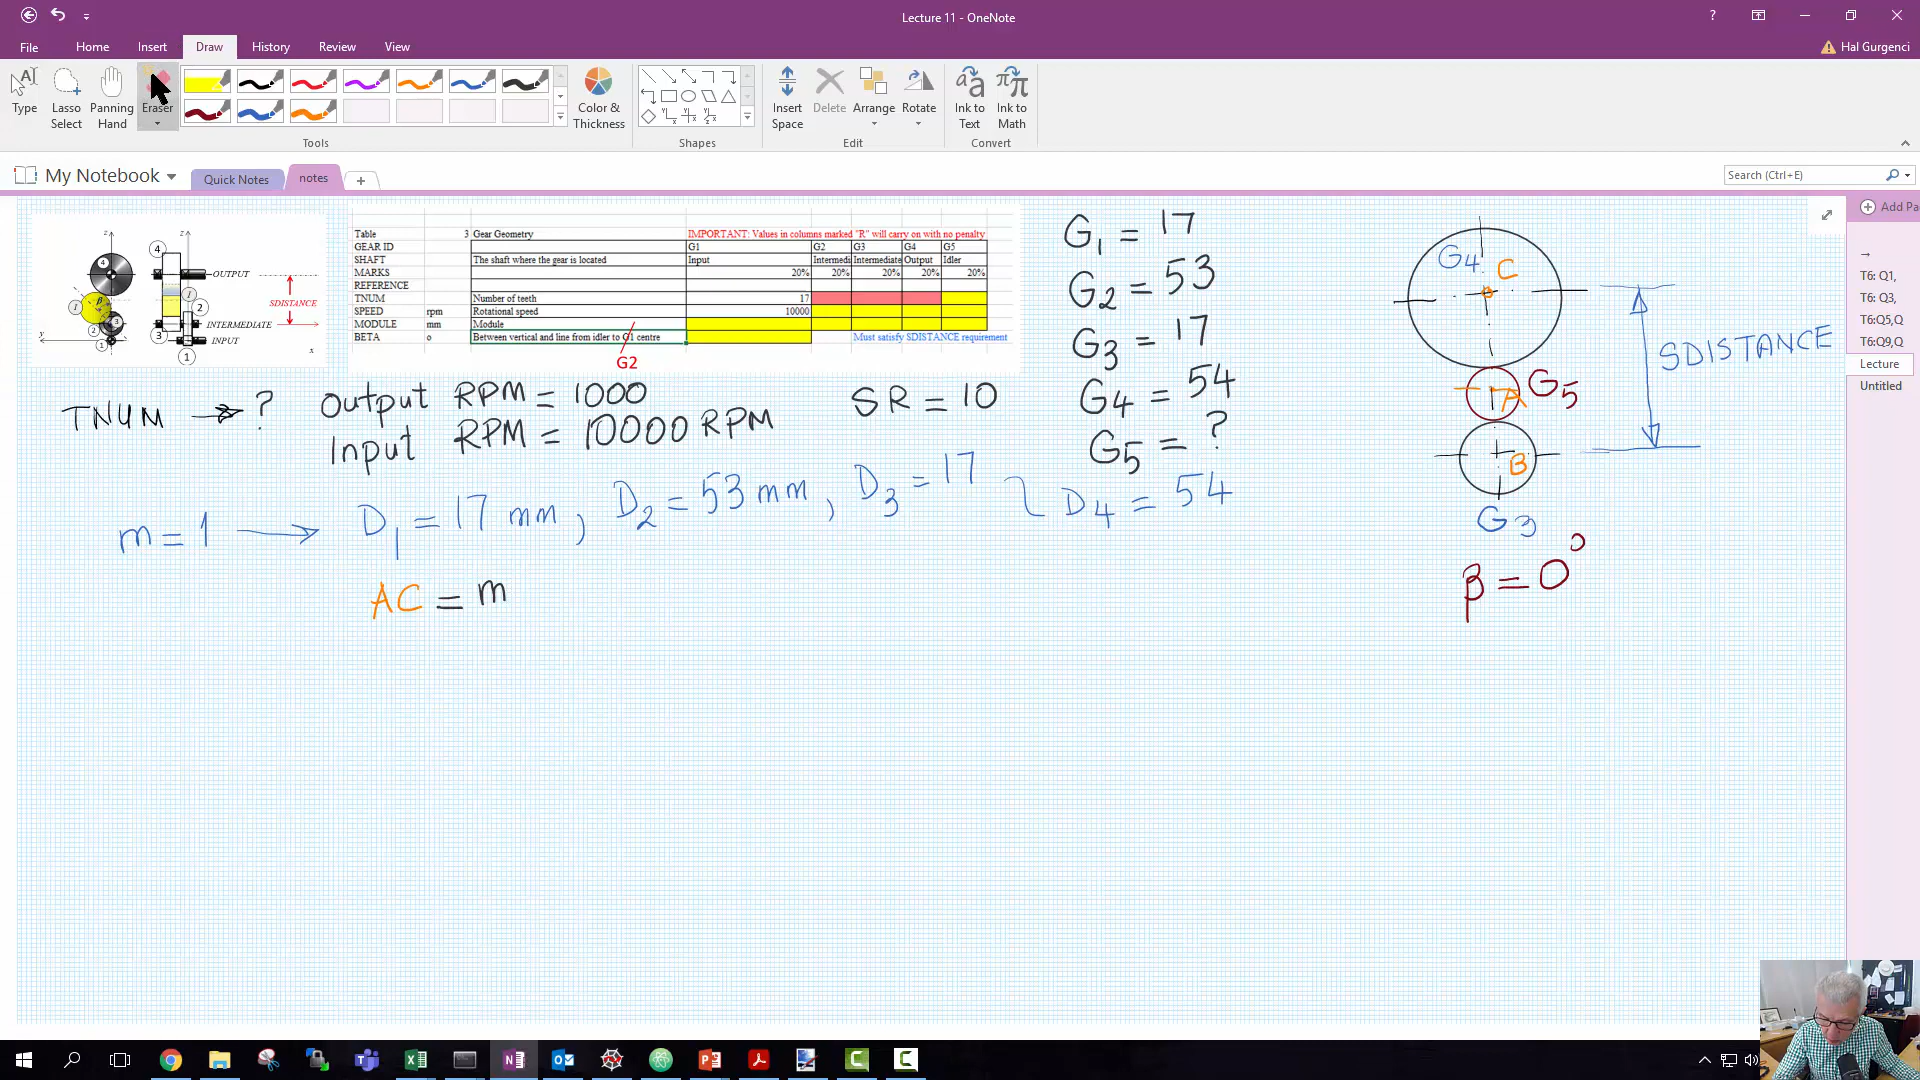 Lecture 11 - OneNote
?
File
Home
Insert
Draw
History
Review
View
Hal Gurgenci
Type
Lasso Select
Panning Hand
Eraser
Color & Thickness
Insert Space
Delete
Arrange
Rotate
Ink to Text
Ink to Math
Tools
Shapes
Edit
Convert
My Notebook
Quick Notes
notes
Search (Ctrl+E)
Add Pa
→
T6: Q1,
T6: Q3,
T6:Q5,Q
T6:Q9,Q
Lecture
Untitled
z
z
4
4
OUTPUT
SDISTANCE
I
I
β
2
2
3
3
INTERMEDIATE
INPUT
y
x
1
1
Table 3 Gear Geometry IMPORTANT: Values in columns marked "R" will carry on with no penalty
GEAR ID G1 G2 G3 G4 G5
SHAFT The shaft where the gear is located Input Intermedi Intermediate Output Idler
MARKS 20% 20% 20% 20% 20%
REFERENCE
TNUM Number of teeth 17
SPEED rpm Rotational speed 10000
MODULE mm Module
BETA o Between vertical and line from idler to G1 centre Must satisfy SDISTANCE requirement
G2
G1 = 17
G2 = 53
G3 = 17
G4 = 54
G5 = ?
TNUM → ? Output RPM = 1000 SR = 10
Input RPM = 10000 RPM
m = 1 → D1 = 17 mm, D2 = 53 mm, D3 = 17 D4 = 54
AC = m
G4
C
SDISTANCE
A
G5
B
G3
β = 0°